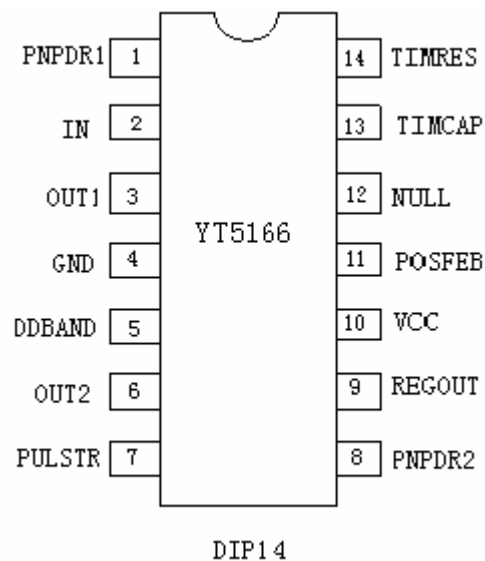 PNPDR1 1 14 TIMRES
IN 2 13 TIMCAP
OUT1 3 12 NULL
YT5166
GND 4 11 POSFEB
DDBAND 5 10 VCC
OUT2 6 9 REGOUT
PULSTR 7 8 PNPDR2
DIP14